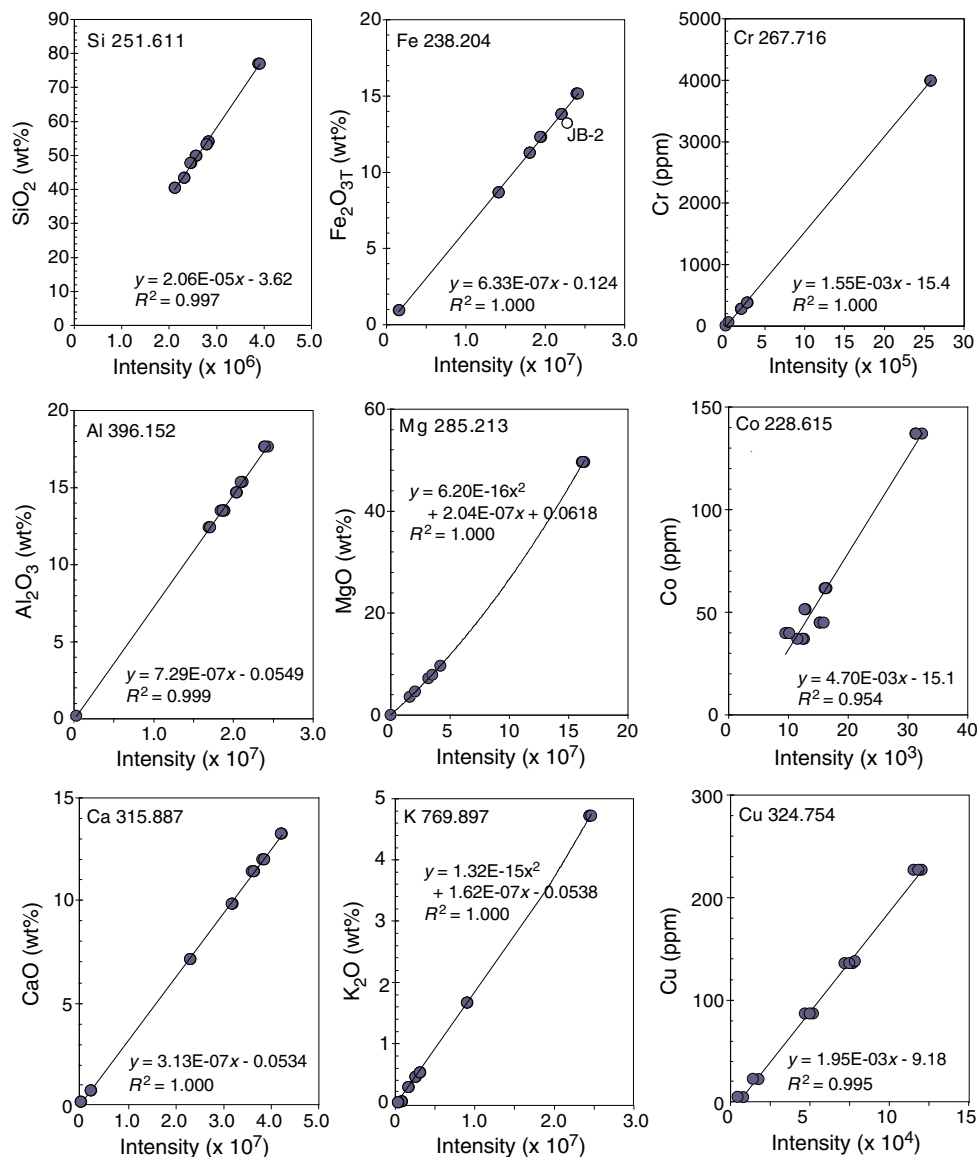 Si 251.611
90
80
70
60
50
40
30
20
10
0
SiO2 (wt%)
y = 2.06E-05x - 3.62
R2 = 0.997
0 1.0 2.0 3.0 4.0 5.0
Intensity (x 10^6)
Fe 238.204
20
15
10
5
0
Fe2O3T (wt%)
JB-2
y = 6.33E-07x - 0.124
R2 = 1.000
0 1.0 2.0 3.0
Intensity (x 10^7)
Cr 267.716
5000
4000
3000
2000
1000
0
Cr (ppm)
y = 1.55E-03x - 15.4
R2 = 1.000
0 5 10 15 20 25 30
Intensity (x 10^5)
Al 396.152
20
15
10
5
0
Al2O3 (wt%)
y = 7.29E-07x - 0.0549
R2 = 0.999
0 1.0 2.0 3.0
Intensity (x 10^7)
Mg 285.213
60
40
20
0
MgO (wt%)
y = 6.20E-16x2
+ 2.04E-07x + 0.0618
R2 = 1.000
0 5 10 15 20
Intensity (x 10^7)
Co 228.615
150
100
50
0
Co (ppm)
y = 4.70E-03x - 15.1
R2 = 0.954
0 10 20 30 40
Intensity (x 10^3)
Ca 315.887
15
10
5
0
CaO (wt%)
y = 3.13E-07x - 0.0534
R2 = 1.000
0 1.0 2.0 3.0 4.0 5.0
Intensity (x 10^7)
K 769.897
5
4
3
2
1
0
K2O (wt%)
y = 1.32E-15x2
+ 1.62E-07x - 0.0538
R2 = 1.000
0 1.0 2.0 3.0
Intensity (x 10^7)
Cu 324.754
300
200
100
0
Cu (ppm)
y = 1.95E-03x - 9.18
R2 = 0.995
0 5 10 15
Intensity (x 10^4)